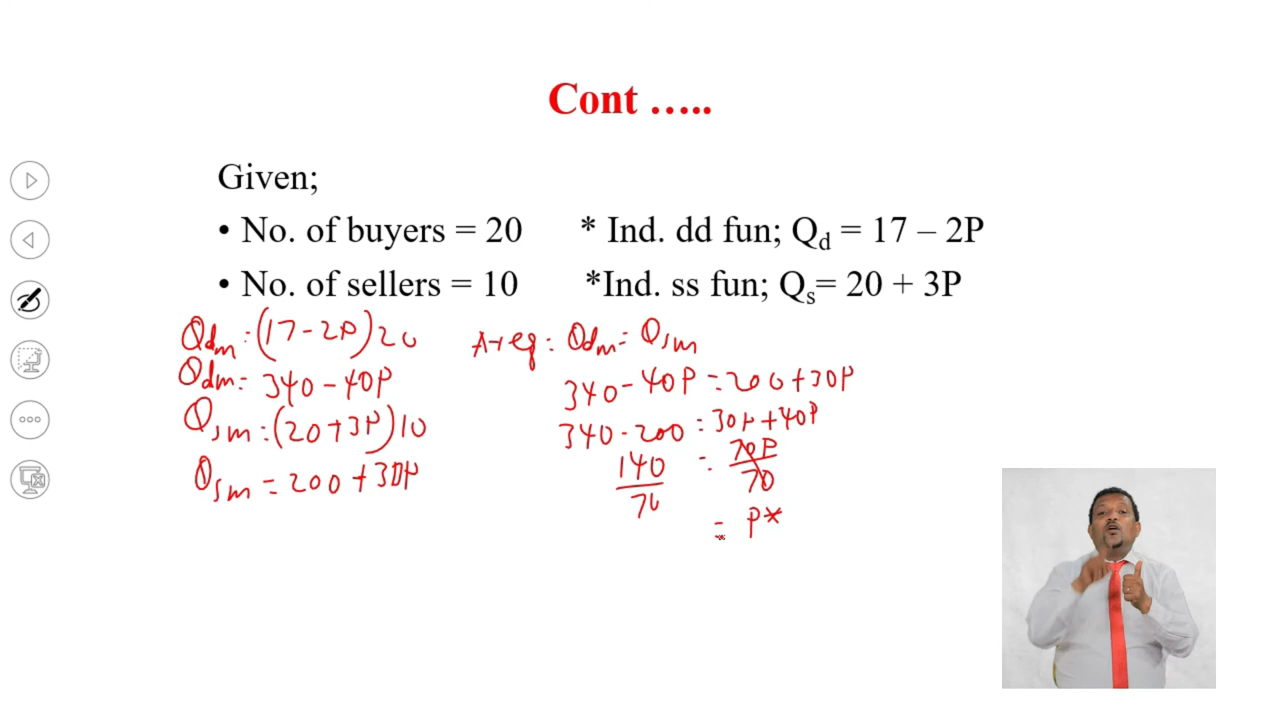 Cont …..
Given;
• No. of buyers = 20 * Ind. dd fun; Qd = 17 – 2P
• No. of sellers = 10 *Ind. ss fun; Qs= 20 + 3P
Qdm = (17 - 2P)20
Qdm = 340 - 40P
Qsm = (20 + 3P)10
Qsm = 200 + 30P
At eq: Qdm = Qsm
340 - 40P = 200 + 30P
340 - 200 = 30P + 40P
140/70 = 70P/70
= P*